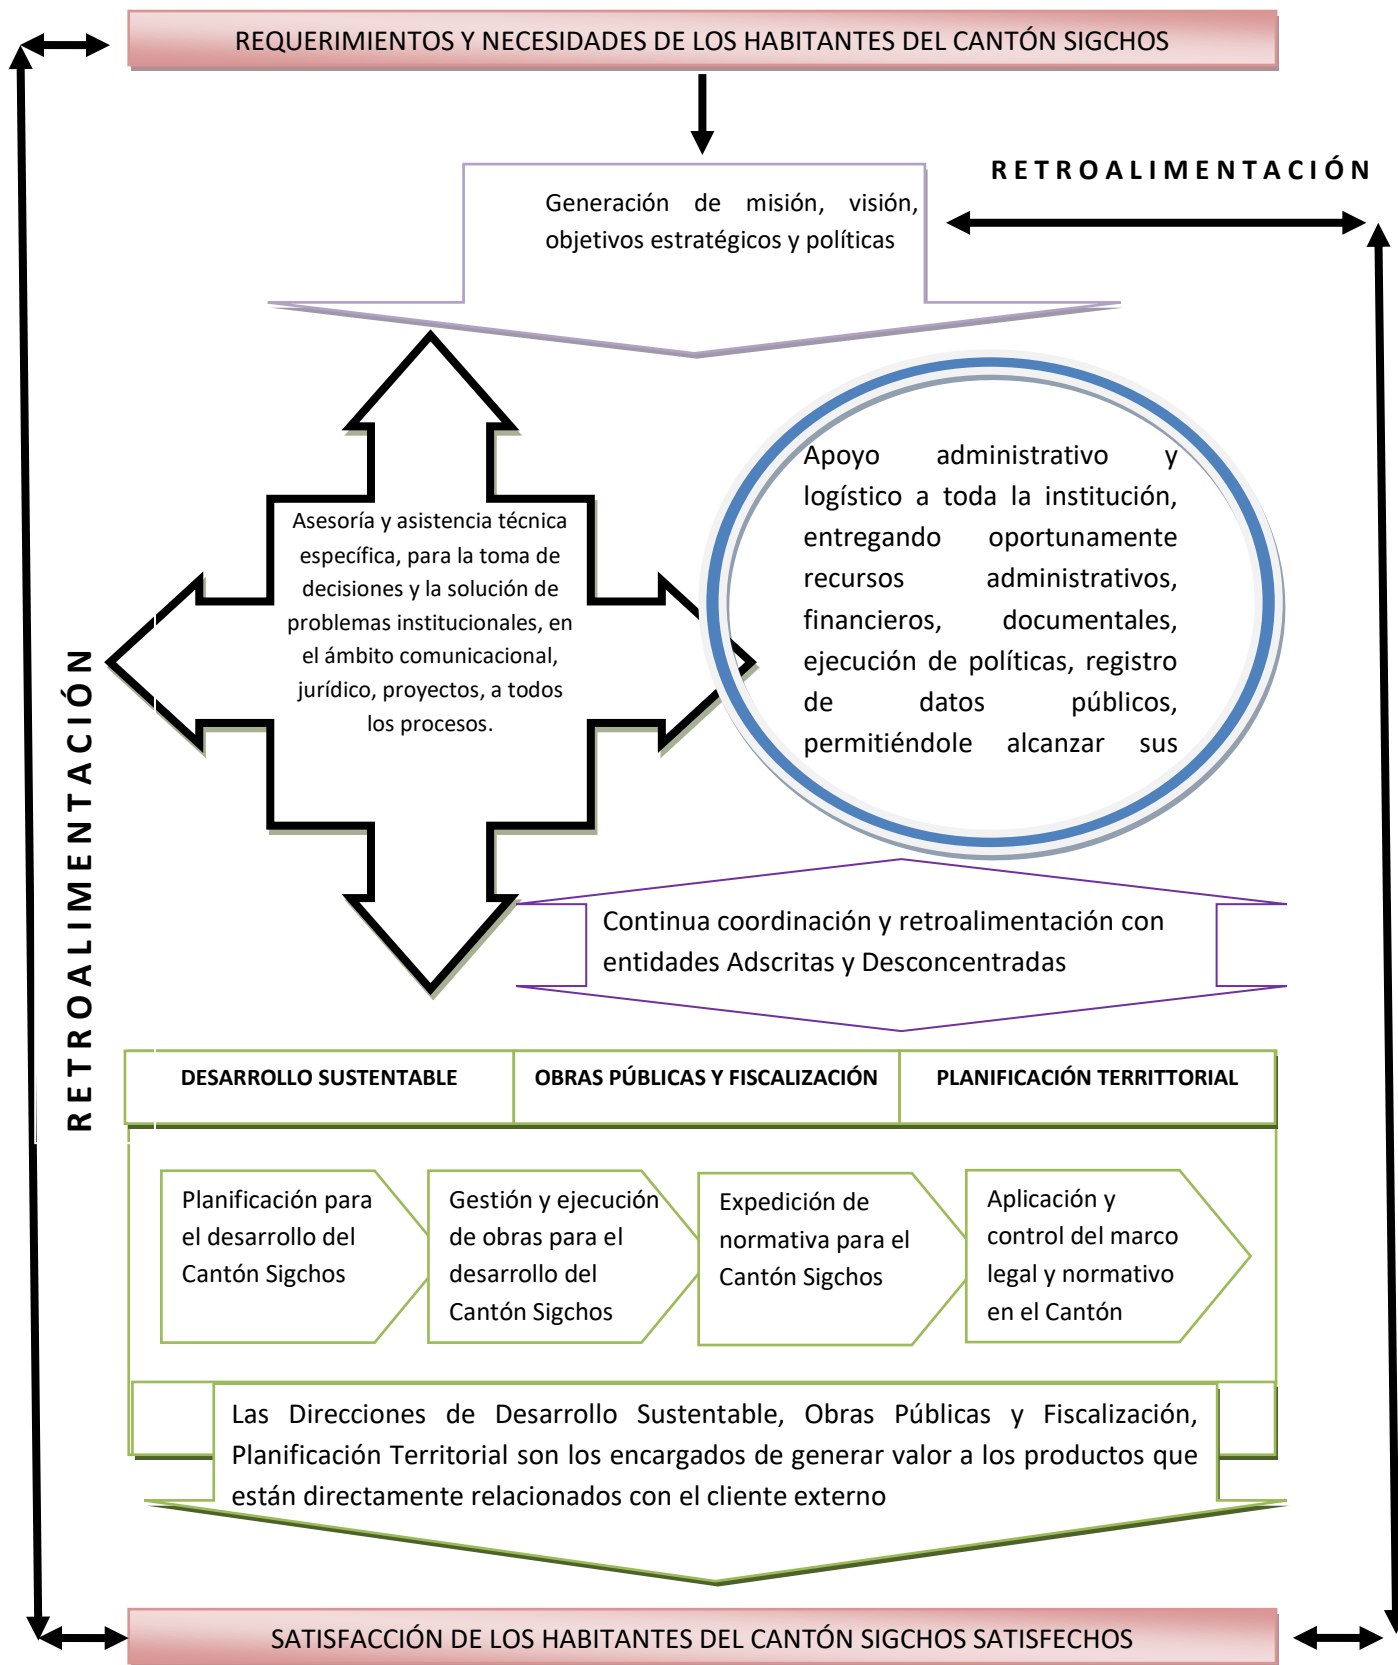 REQUERIMIENTOS Y NECESIDADES DE LOS HABITANTES DEL CANTÓN SIGCHOS
RETROALIMENTACIÓN
Generación de misión, visión,
objetivos estratégicos y políticas
Asesoría y asistencia técnica
específica, para la toma de
decisiones y la solución de
problemas institucionales, en
el ámbito comunicacional,
jurídico, proyectos, a todos
los procesos.
Apoyo administrativo y
logístico a toda la institución,
entregando oportunamente
recursos administrativos,
financieros, documentales,
ejecución de políticas, registro
de datos públicos,
permitiéndole alcanzar sus
RETROALIMENTACIÓN
Continua coordinación y retroalimentación con
entidades Adscritas y Desconcentradas
DESARROLLO SUSTENTABLE
OBRAS PÚBLICAS Y FISCALIZACIÓN
PLANIFICACIÓN TERRITTORIAL
Planificación para
el desarrollo del
Cantón Sigchos
Gestión y ejecución
de obras para el
desarrollo del
Cantón Sigchos
Expedición de
normativa para el
Cantón Sigchos
Aplicación y
control del marco
legal y normativo
en el Cantón
Las Direcciones de Desarrollo Sustentable, Obras Públicas y Fiscalización,
Planificación Territorial son los encargados de generar valor a los productos que
están directamente relacionados con el cliente externo
SATISFACCIÓN DE LOS HABITANTES DEL CANTÓN SIGCHOS SATISFECHOS